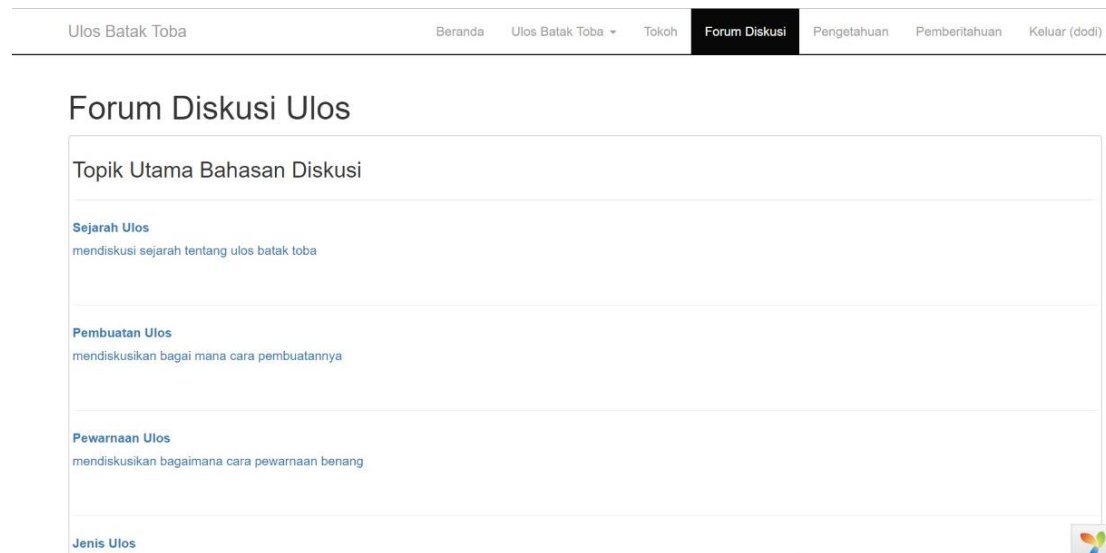 Ulos Batak Toba Beranda Ulos Batak Toba Tokoh Forum Diskusi Pengetahuan Pemberitahuan Keluar (dodi)
Forum Diskusi Ulos
Topik Utama Bahasan Diskusi
Sejarah Ulos
mendiskusi sejarah tentang ulos batak toba
Pembuatan Ulos
mendiskusikan bagai mana cara pembuatannya
Pewarnaan Ulos
mendiskusikan bagaimana cara pewarnaan benang
Jenis Ulos